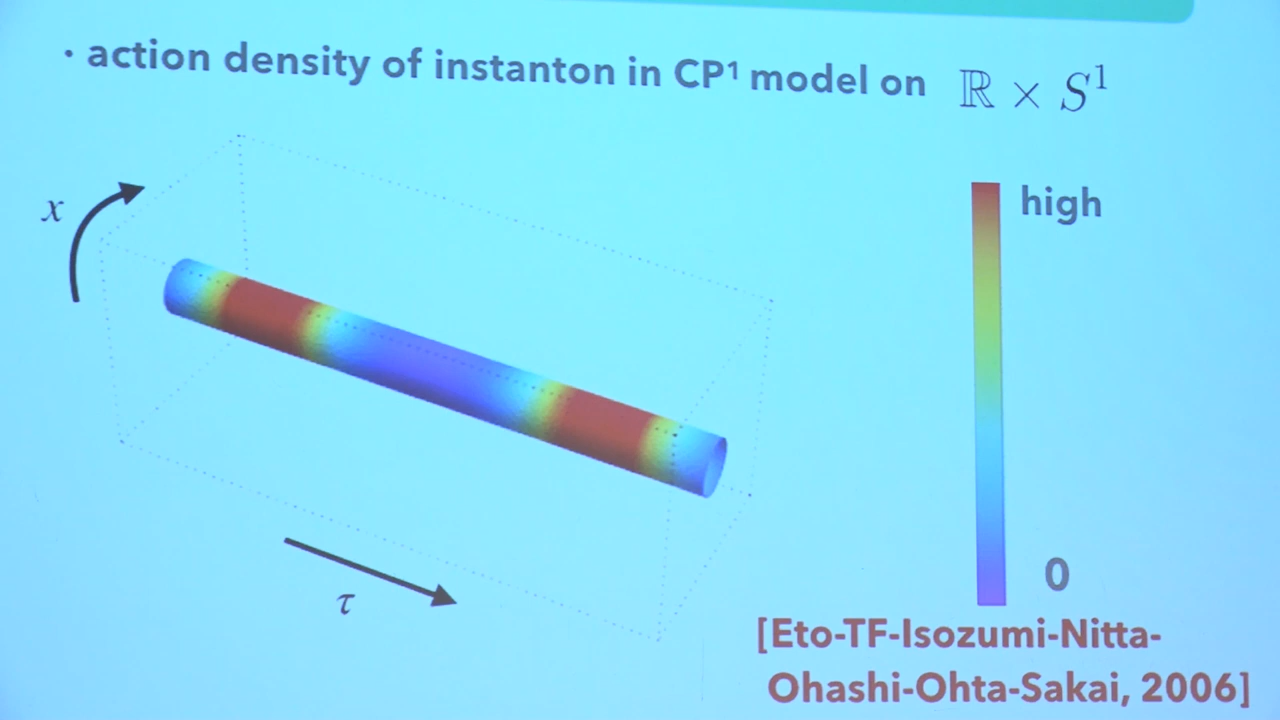 · action density of instanton in CP¹ model on ℝ × S¹
x
high
τ
0
[Eto-TF-Isozumi-Nitta-
Ohashi-Ohta-Sakai, 2006]